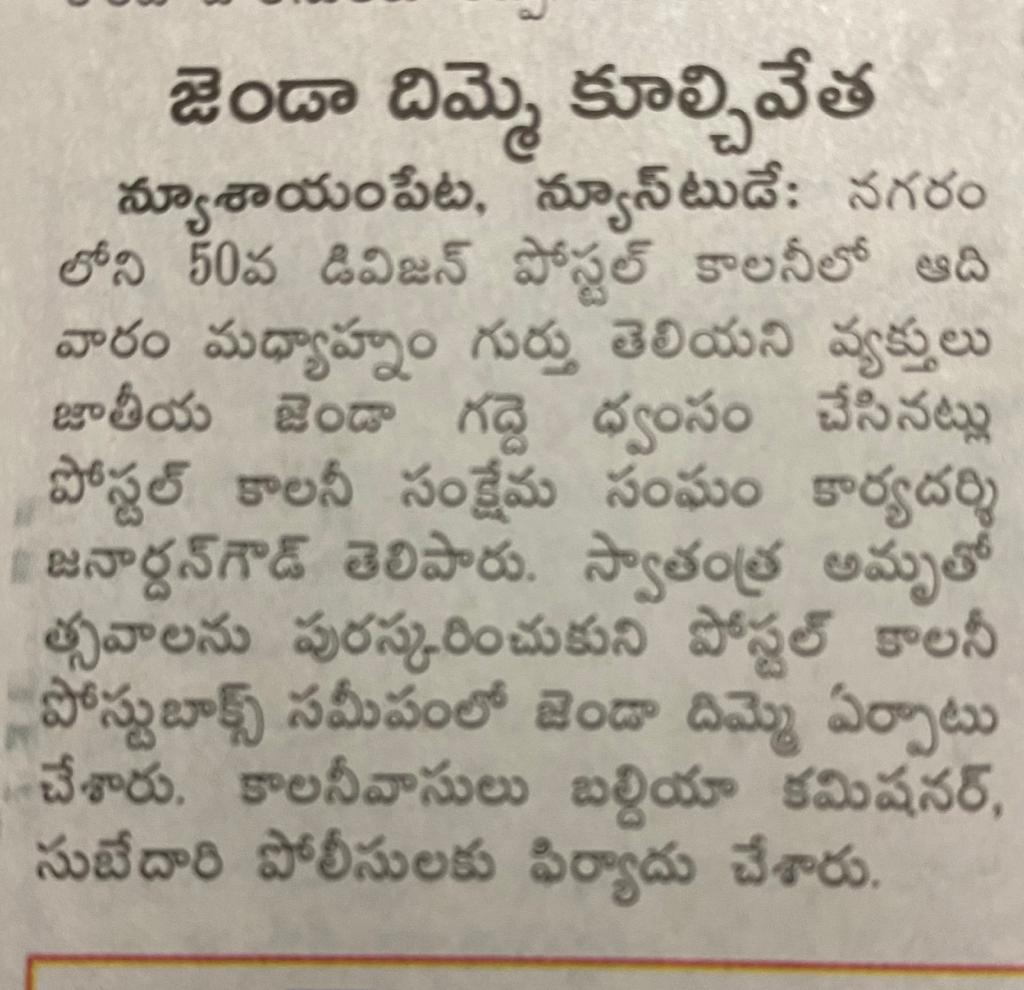 జెండా దిమ్మె కూల్చివేత
న్యూశాయంపేట, న్యూస్‌టుడే: నగరం
లోని 50వ డివిజన్ పోస్టల్ కాలనీలో ఆది
వారం మధ్యాహ్నం గుర్తు తెలియని వ్యక్తులు
జాతీయ జెండా గద్దె ధ్వంసం చేసినట్లు
పోస్టల్ కాలనీ సంక్షేమ సంఘం కార్యదర్శి
జనార్దన్‌గౌడ్ తెలిపారు. స్వాతంత్ర అమృతో
త్సవాలను పురస్కరించుకుని పోస్టల్ కాలనీ
పోస్టుబాక్స్ సమీపంలో జెండా దిమ్మె ఏర్పాటు
చేశారు. కాలనీవాసులు బల్దియా కమిషనర్,
సుబేదారి పోలీసులకు ఫిర్యాదు చేశారు.